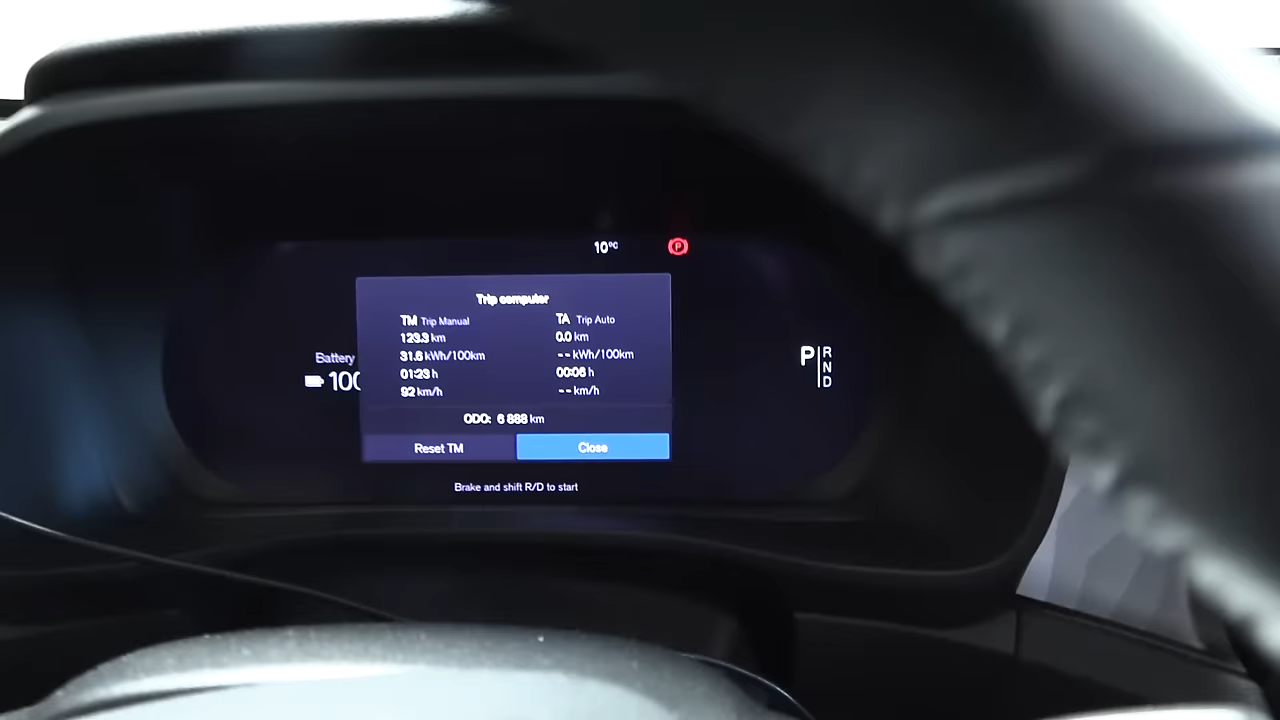 10°C
P
Trip computer
TM Trip Manual
TA Trip Auto
123.3 km
0.0 km
31.6 kWh/100km
-- kWh/100km
01:23 h
00:06 h
92 km/h
-- km/h
ODO: 6 888 km
Reset TM
Close
Battery
100
P
R
N
D
Brake and shift R/D to start